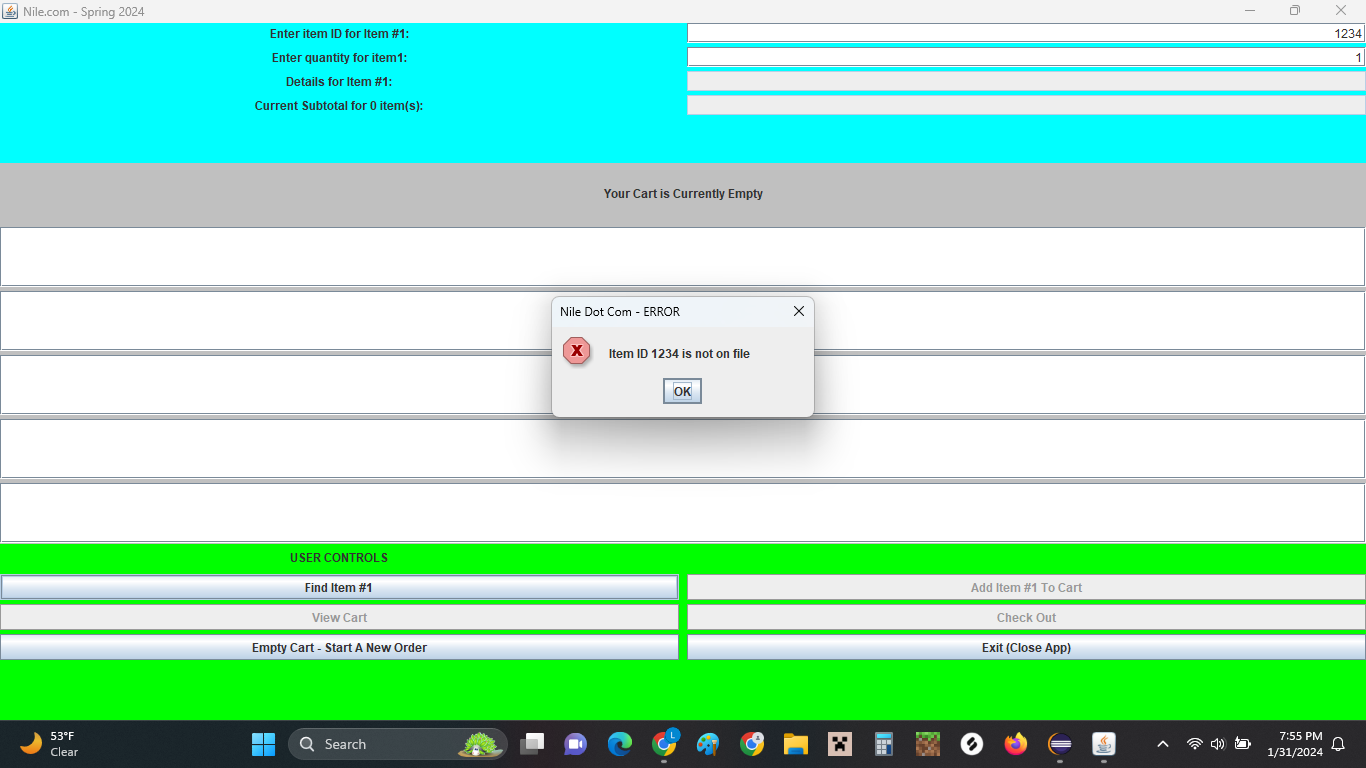 Nile.com - Spring 2024
Enter item ID for Item #1:
1234
Enter quantity for item1:
1
Details for Item #1:
Current Subtotal for 0 item(s):
Your Cart is Currently Empty
Nile Dot Com - ERROR
Item ID 1234 is not on file
OK
USER CONTROLS
Find Item #1
Add Item #1 To Cart
View Cart
Check Out
Empty Cart - Start A New Order
Exit (Close App)
53°F
Clear
Search
L
7:55 PM
1/31/2024